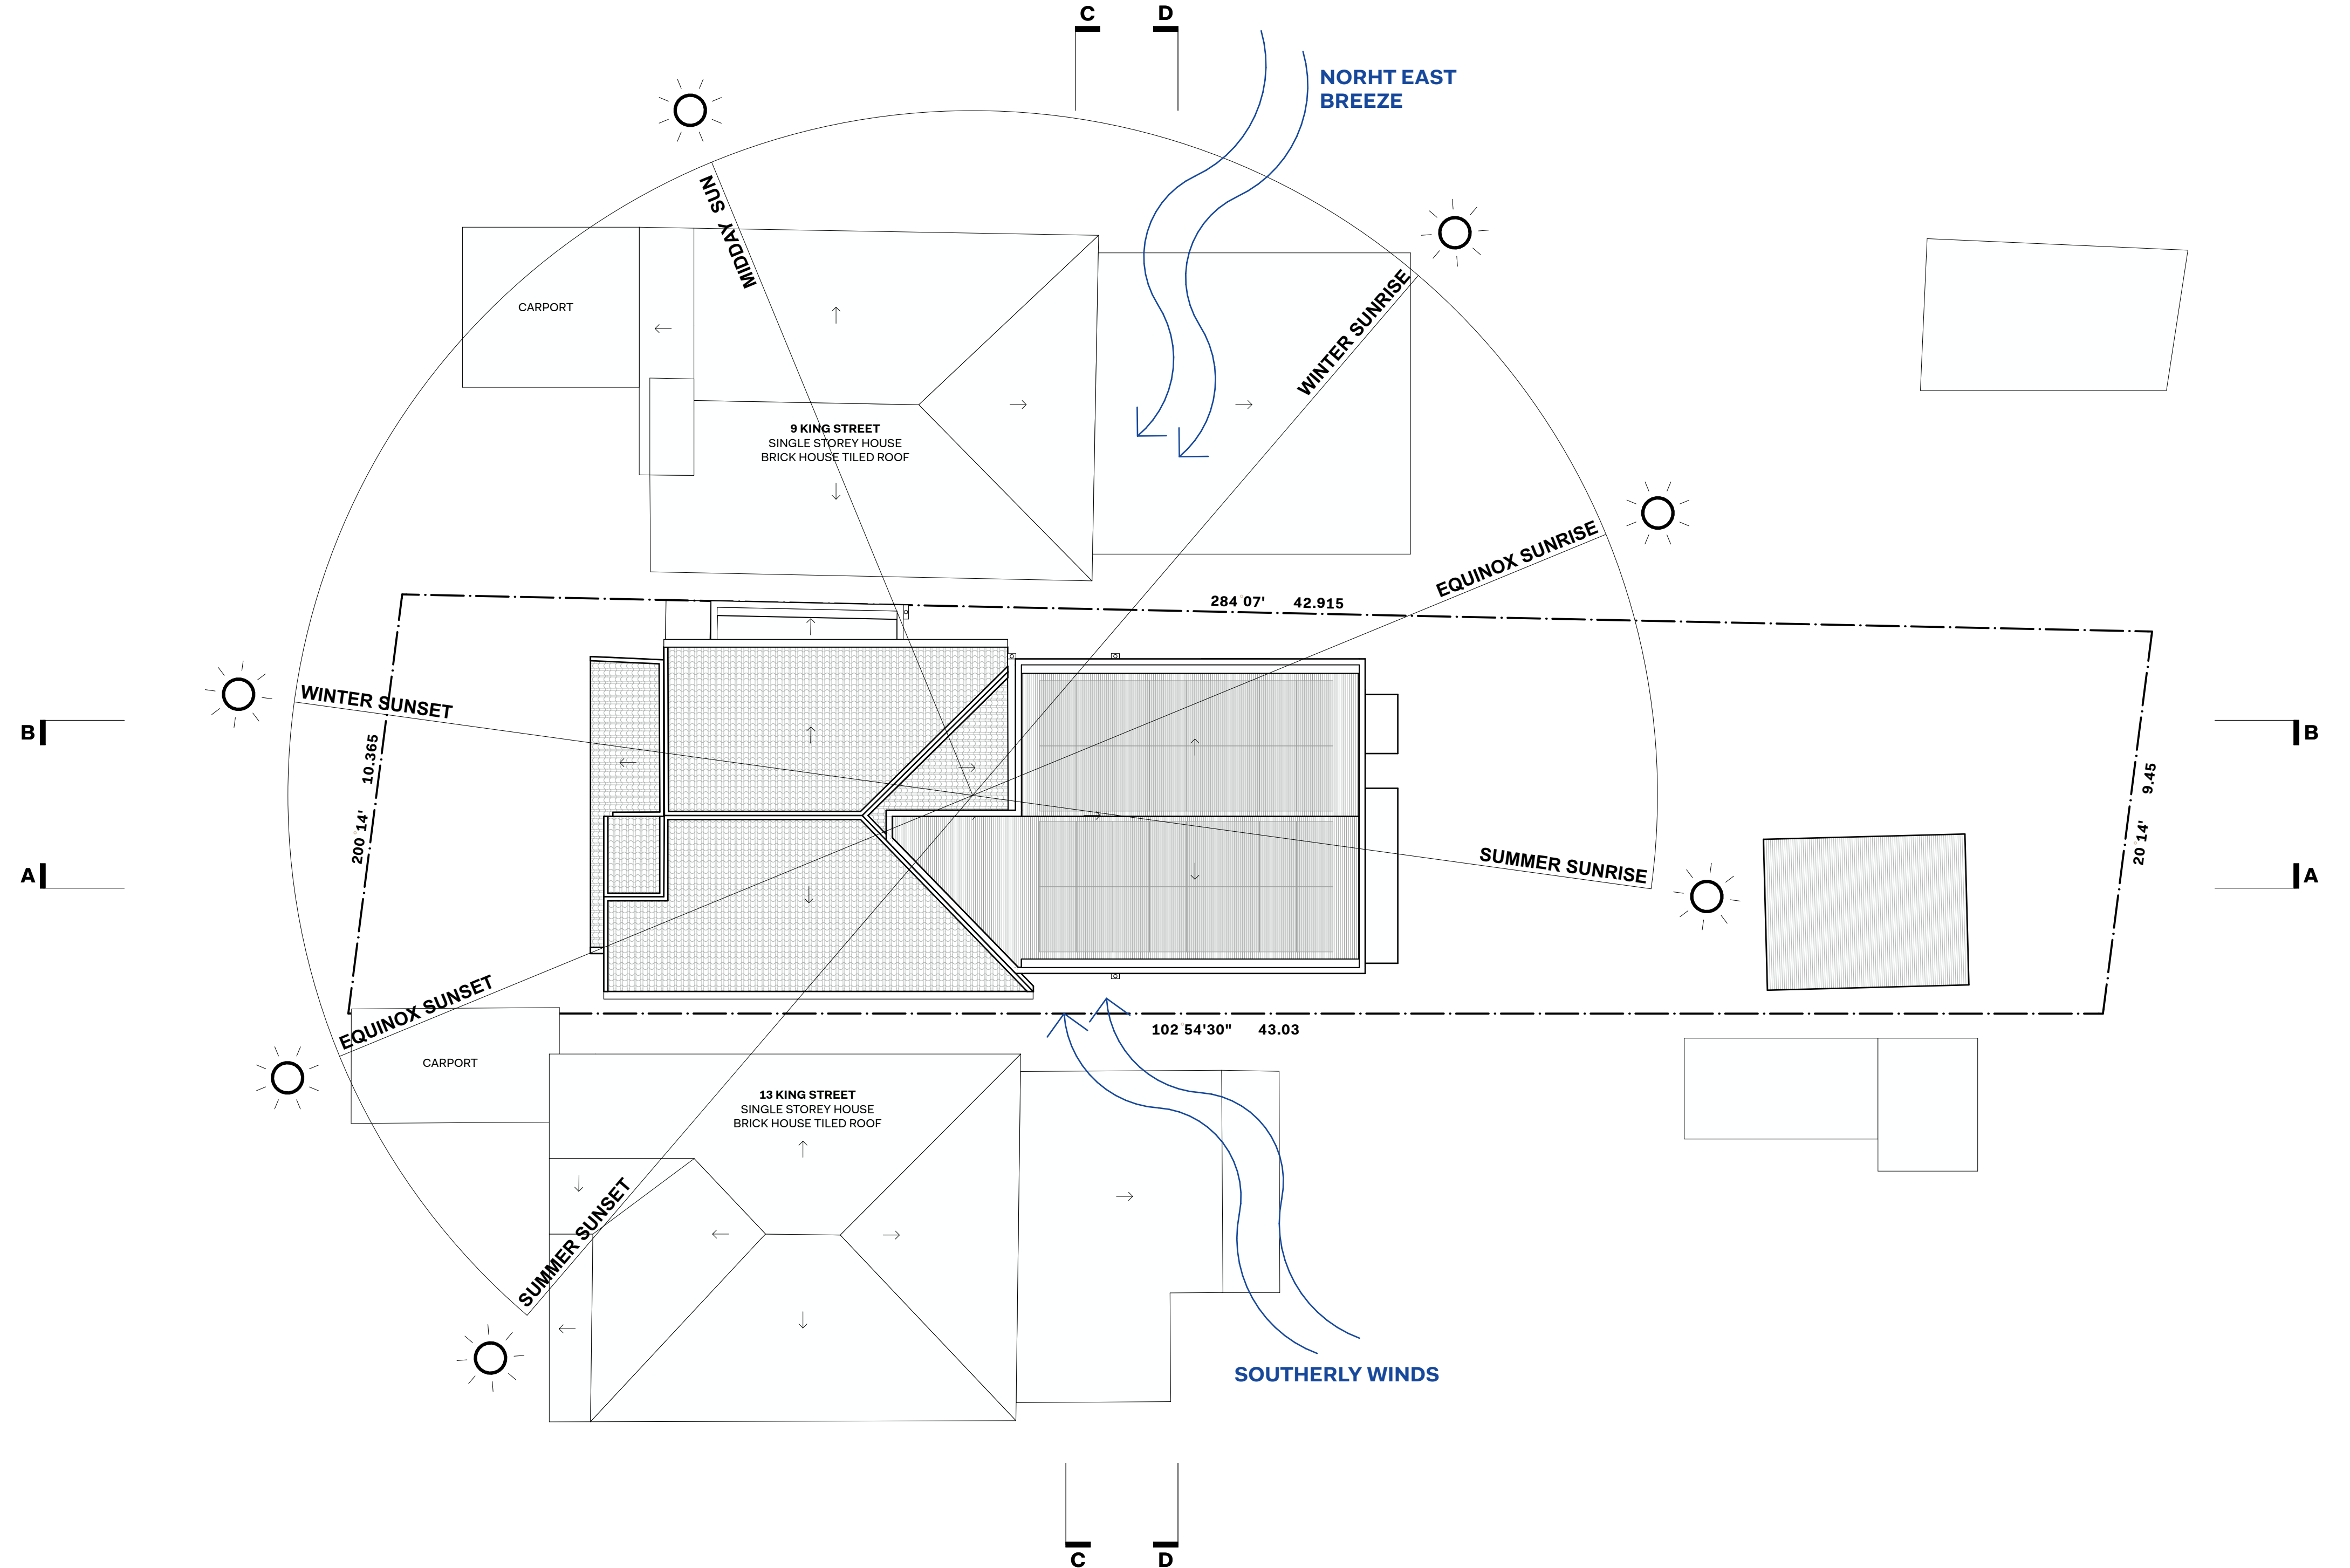 C D
NORHT EAST
BREEZE
MIDDAY SUN
WINTER SUNRISE
CARPORT
9 KING STREET
SINGLE STOREY HOUSE
BRICK HOUSE TILED ROOF
EQUINOX SUNRISE
284°07' 42.915
WINTER SUNSET
B B
200°14' 10.365
20°14' 9.45
SUMMER SUNRISE
A A
EQUINOX SUNSET
102 54'30" 43.03
CARPORT
13 KING STREET
SINGLE STOREY HOUSE
BRICK HOUSE TILED ROOF
SUMMER SUNSET
SOUTHERLY WINDS
C D